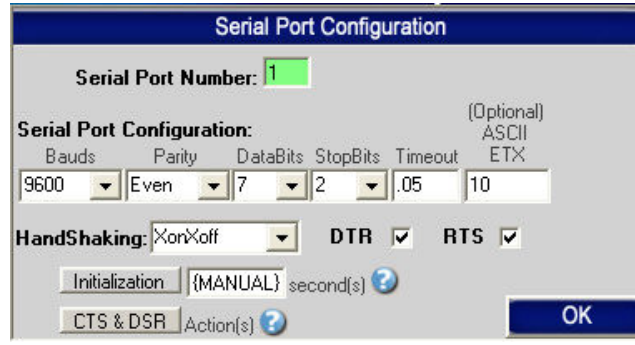 Serial Port Configuration
Serial Port Number: 1
(Optional)
Serial Port Configuration: ASCII
Bauds Parity DataBits StopBits Timeout ETX
9600 Even 7 2 .05 10
HandShaking: XonXoff DTR RTS
Initialization {MANUAL} second(s) ?
CTS & DSR Action(s) ?
OK